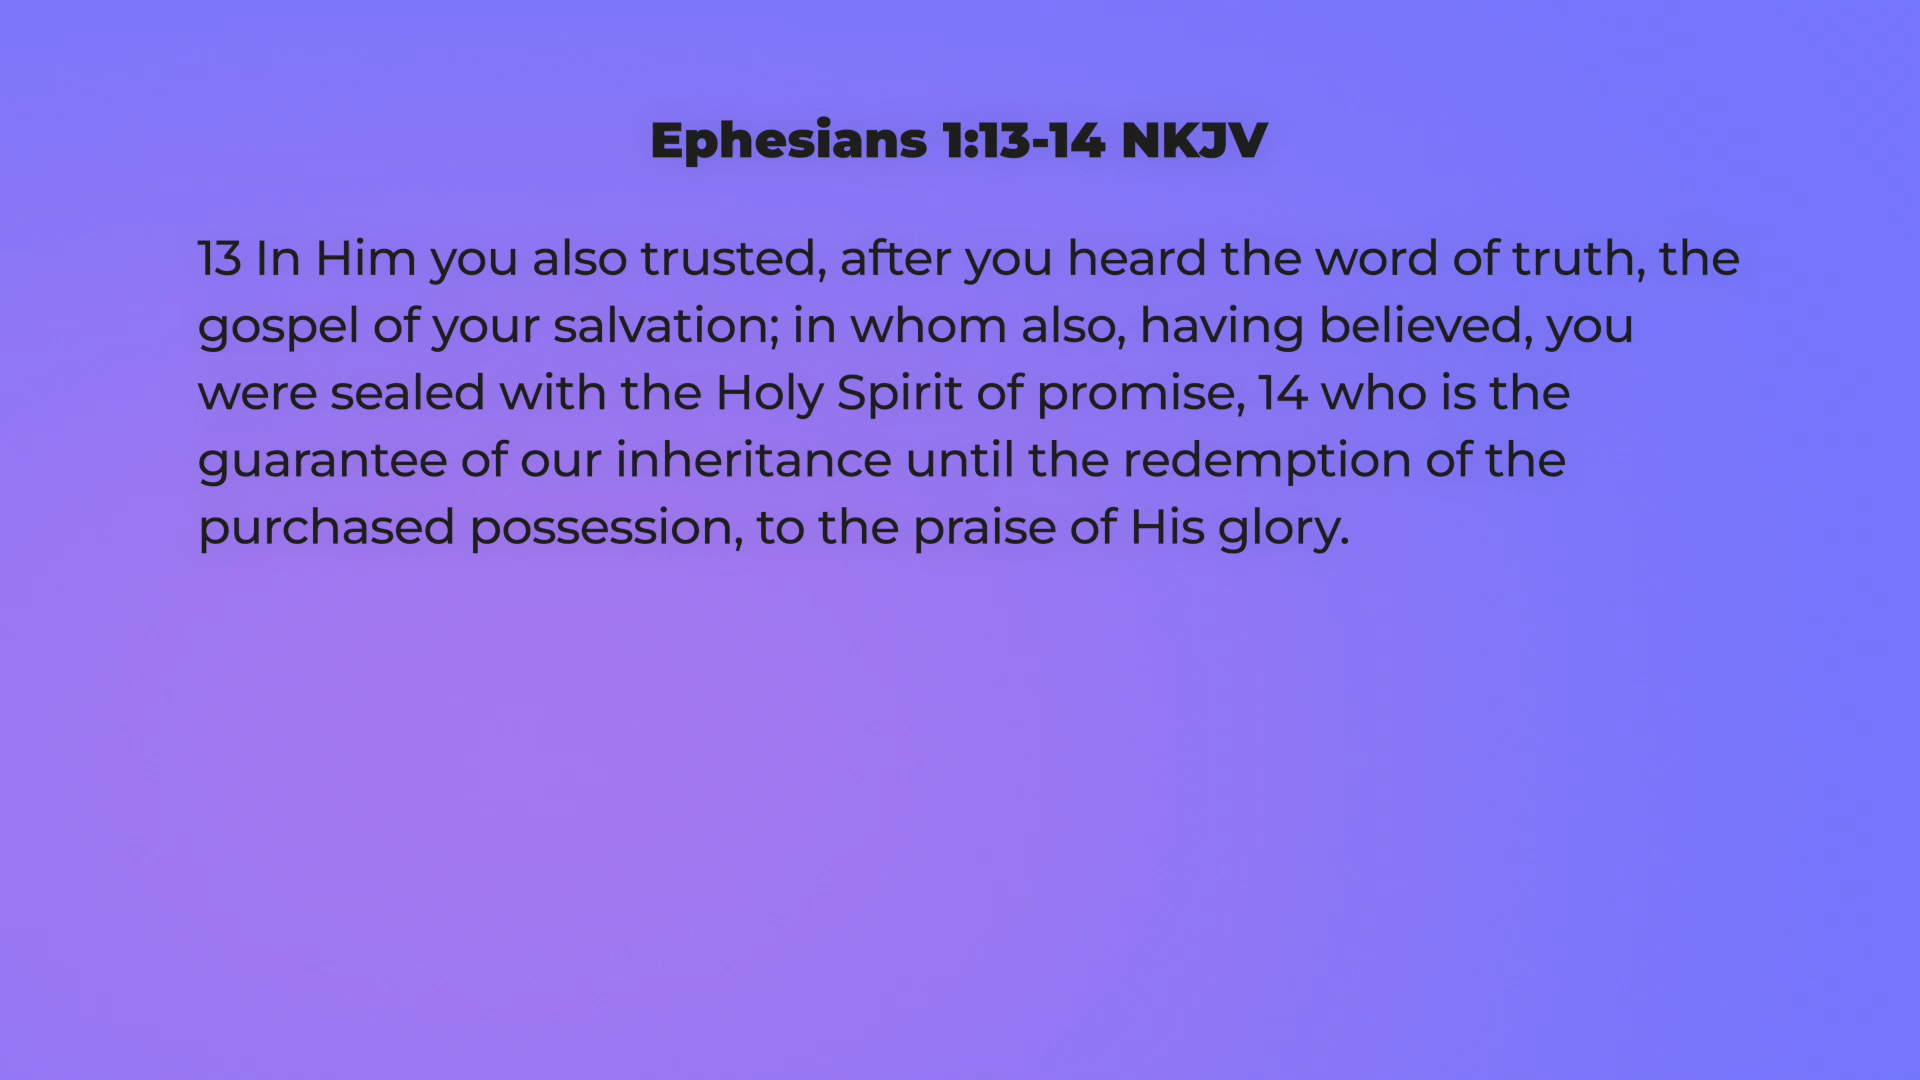 Ephesians 1:13-14 NKJV
13 In Him you also trusted, after you heard the word of truth, the
gospel of your salvation; in whom also, having believed, you
were sealed with the Holy Spirit of promise, 14 who is the
guarantee of our inheritance until the redemption of the
purchased possession, to the praise of His glory.